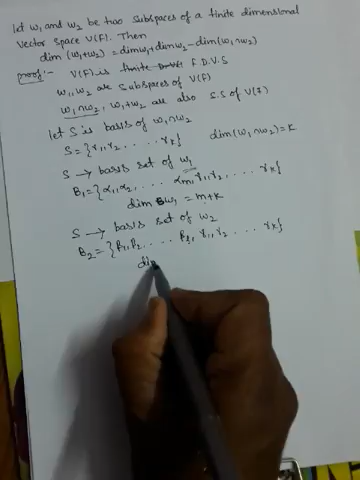 let W₁ and W₂ be two subspaces of a finite dimensional
vector space V(F). Then
dim (W₁+W₂) = dimW₁+dimW₂-dim(W₁∩W₂)
proof:- V(F) is F.D.V.S
W₁, W₂ are Subspaces of V(F)
W₁∩W₂, W₁+W₂ are also S.S of V(F)
let S is basis of W₁∩W₂
S = {γ₁, γ₂ . . . . . γₖ} dim(W₁∩W₂)=K
S → basis set of W₁
B₁ = {α₁, α₂, . . . . αₘ, γ₁, γ₂, . . . . γₖ}
dim W₁ = m+K
S → basis set of W₂
B₂ = {β₁, β₂, . . . . βₗ, γ₁, γ₂ . . . . γₖ}
di